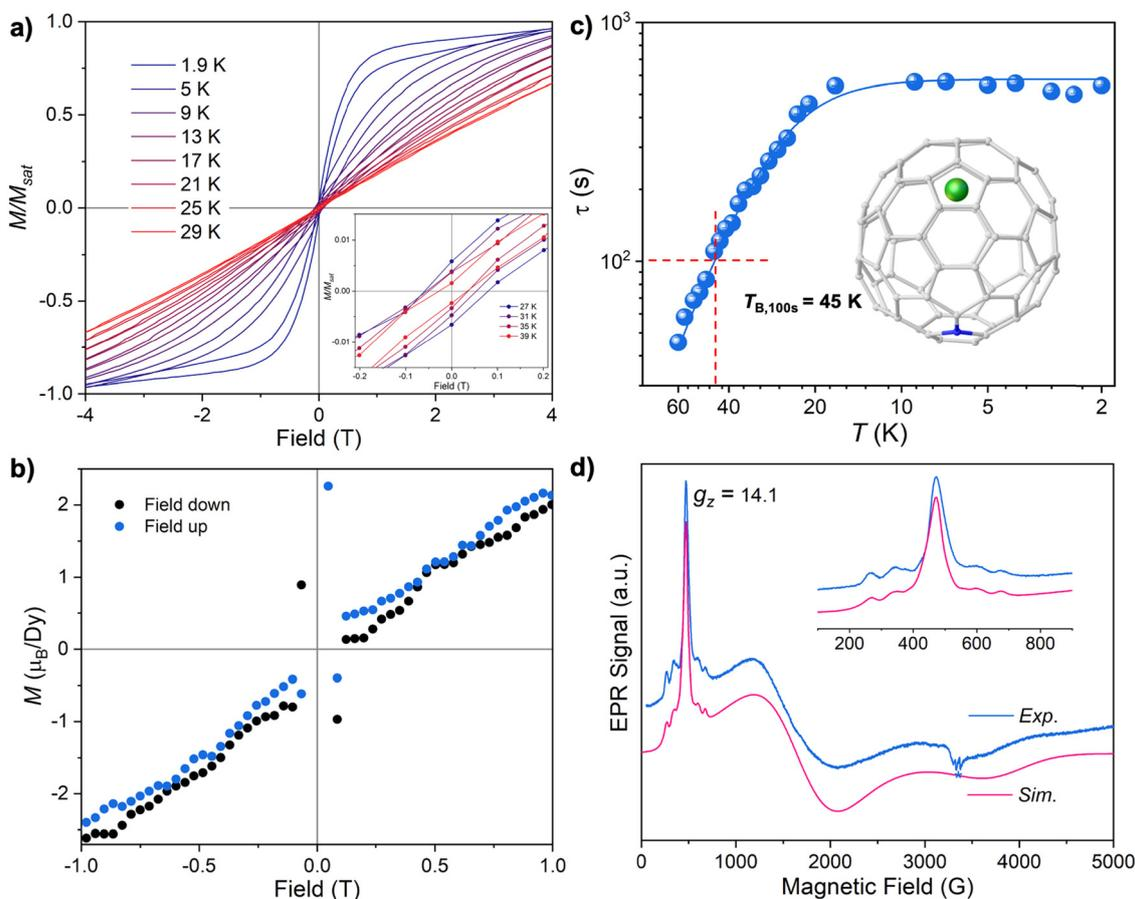 a)
1.0
0.5
0.0
-0.5
-1.0
M/Msat
1.9 K
5 K
9 K
13 K
17 K
21 K
25 K
29 K
0.01
0.00
-0.01
M/Msat
27 K
31 K
35 K
39 K
-0.2 -0.1 0.0 0.1 0.2
Field (T)
-4 -2 0 2 4
Field (T)
c)
10³
10²
τ (s)
TB,100s = 45 K
60 40 20 10 5 2
T (K)
b)
2
1
0
-1
-2
M (μB/Dy)
Field down
Field up
-1.0 -0.5 0.0 0.5 1.0
Field (T)
d)
EPR Signal (a.u.)
gz = 14.1
200 400 600 800
Exp.
Sim.
0 1000 2000 3000 4000 5000
Magnetic Field (G)